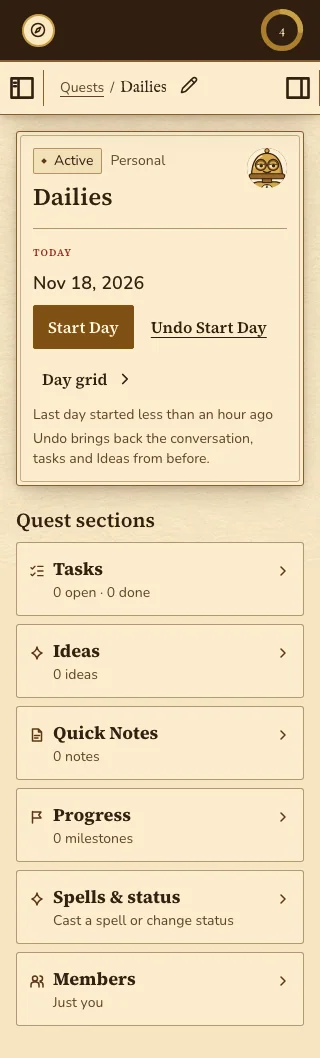 4
Quests / Dailies
Active Personal
Dailies
TODAY
Nov 18, 2026
Start Day Undo Start Day
Day grid
Last day started less than an hour ago
Undo brings back the conversation,
tasks and Ideas from before.
Quest sections
Tasks
0 open · 0 done
Ideas
0 ideas
Quick Notes
0 notes
Progress
0 milestones
Spells & status
Cast a spell or change status
Members
Just you